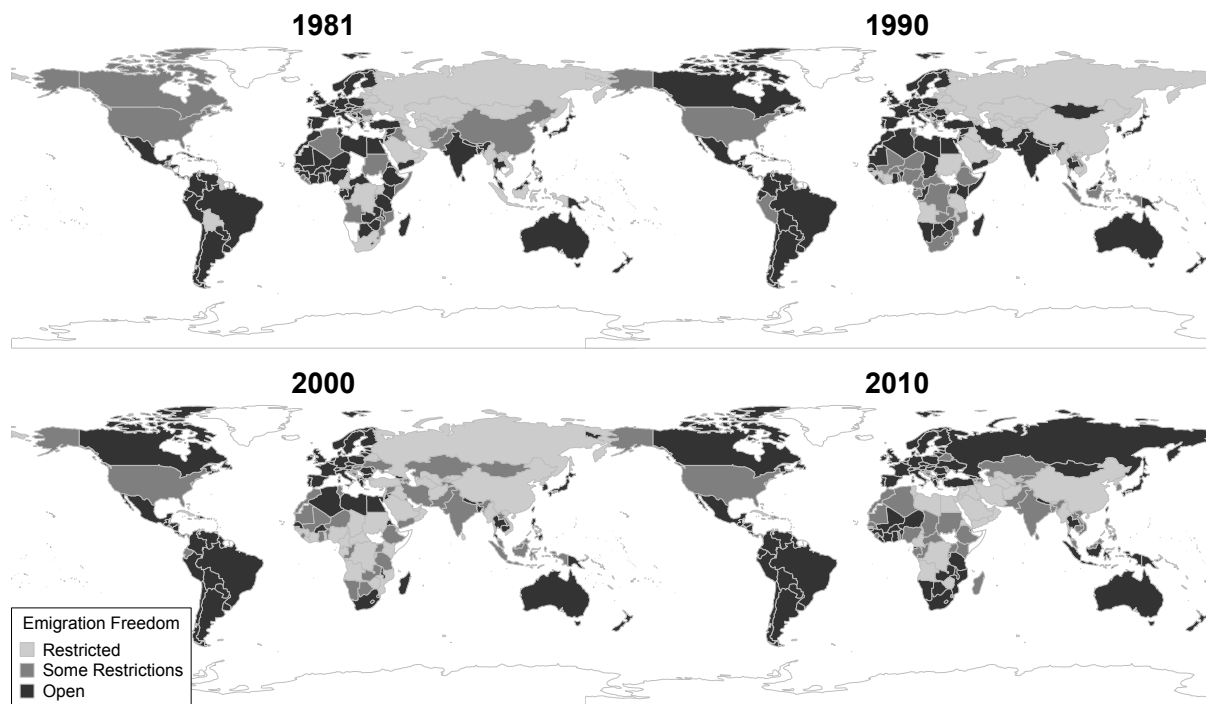 1981
1990
2000
2010
Emigration Freedom
Restricted
Some Restrictions
Open